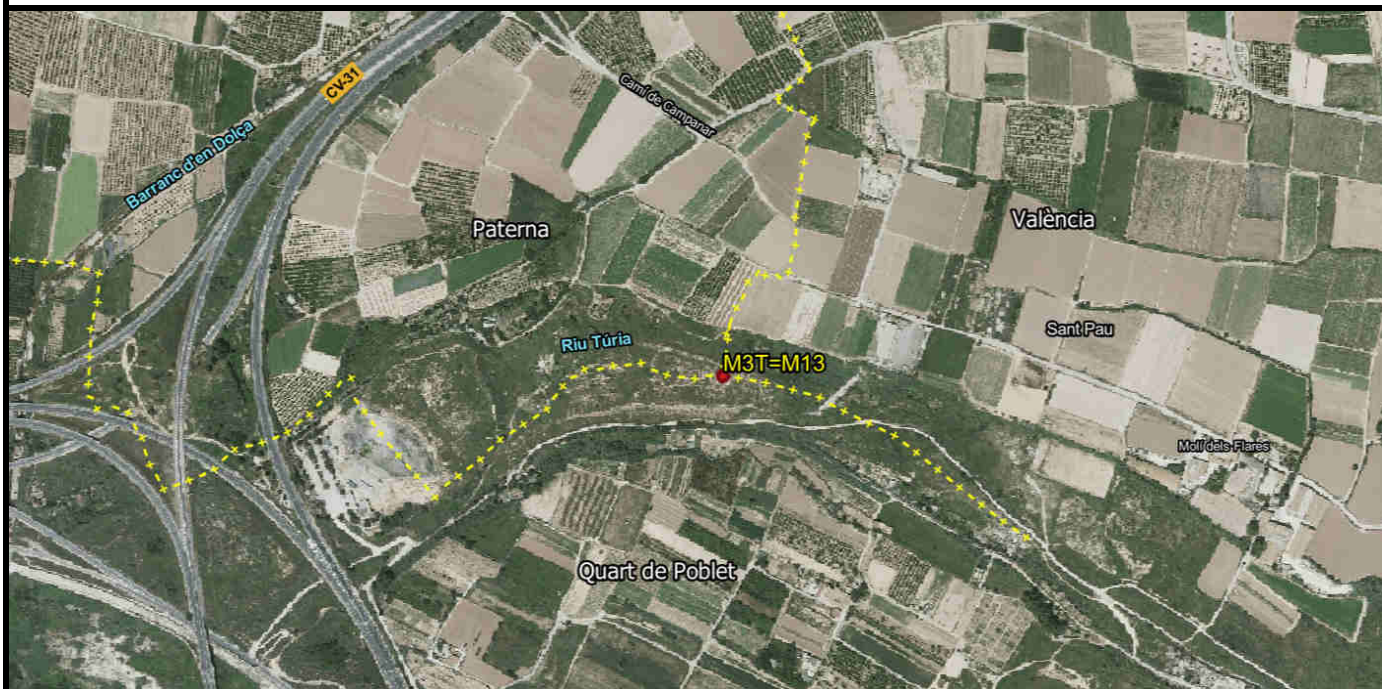 CV-31
Camí de Campanar
Barranc d'en Dolça
Paterna
València
Riu Túria
Sant Pau
M3T=M13
Molí dels Flares
Quart de Poblet